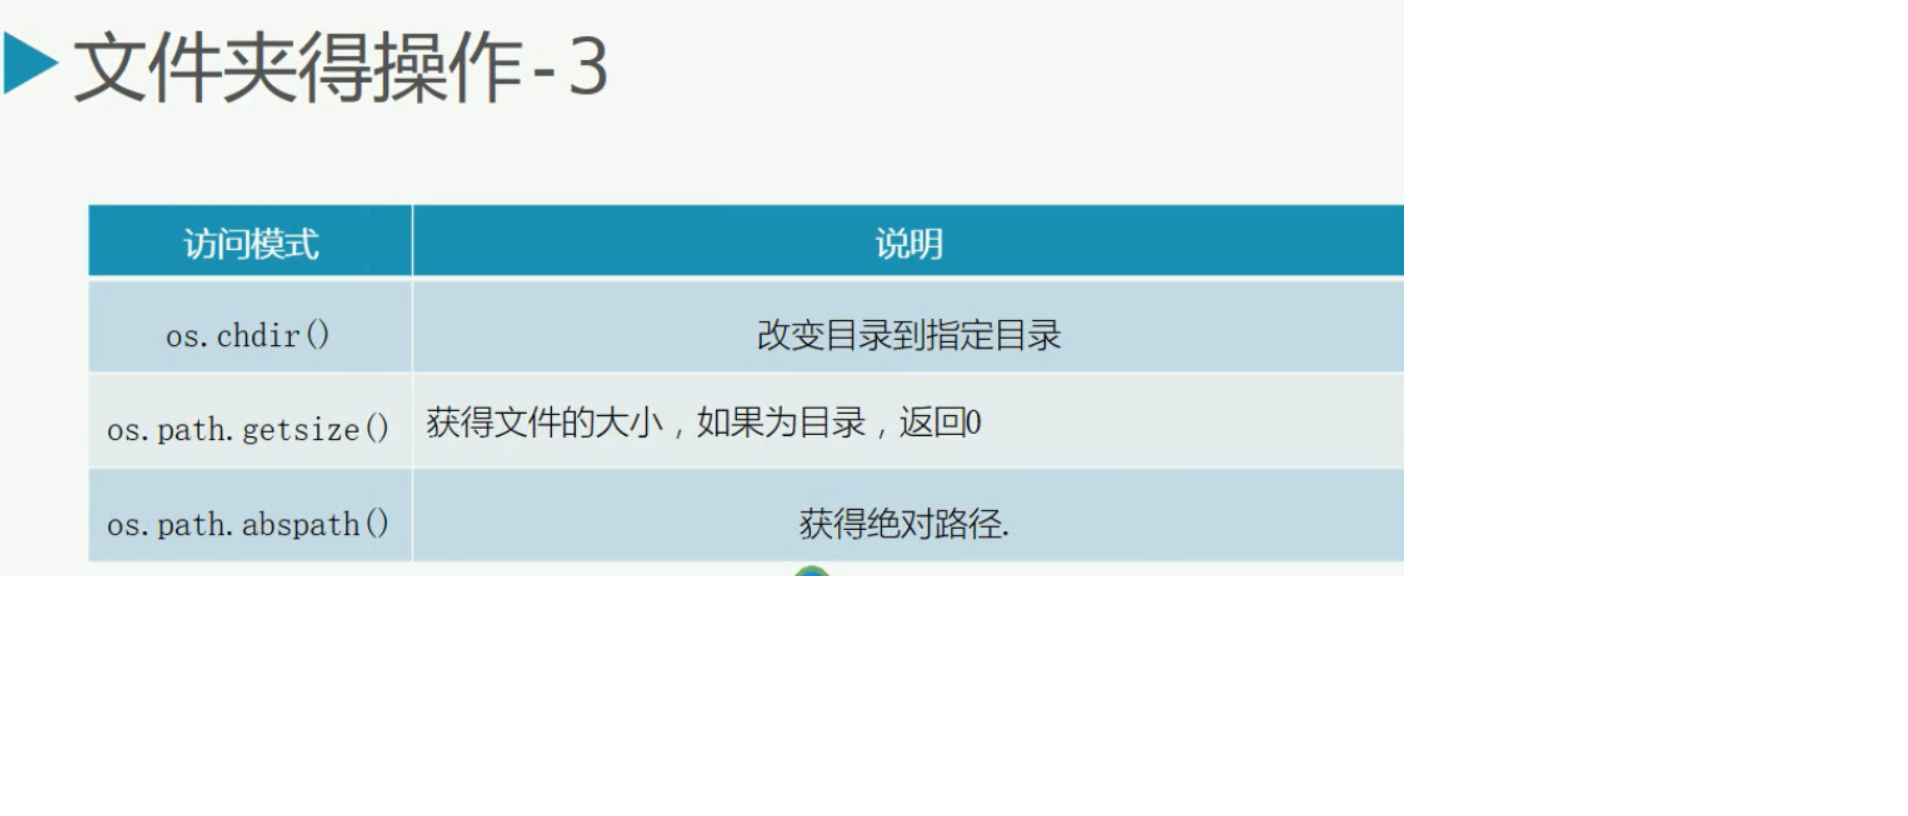 文件夹得操作-3
访问模式 说明
os.chdir() 改变目录到指定目录
os.path.getsize() 获得文件的大小，如果为目录，返回0
os.path.abspath() 获得绝对路径.